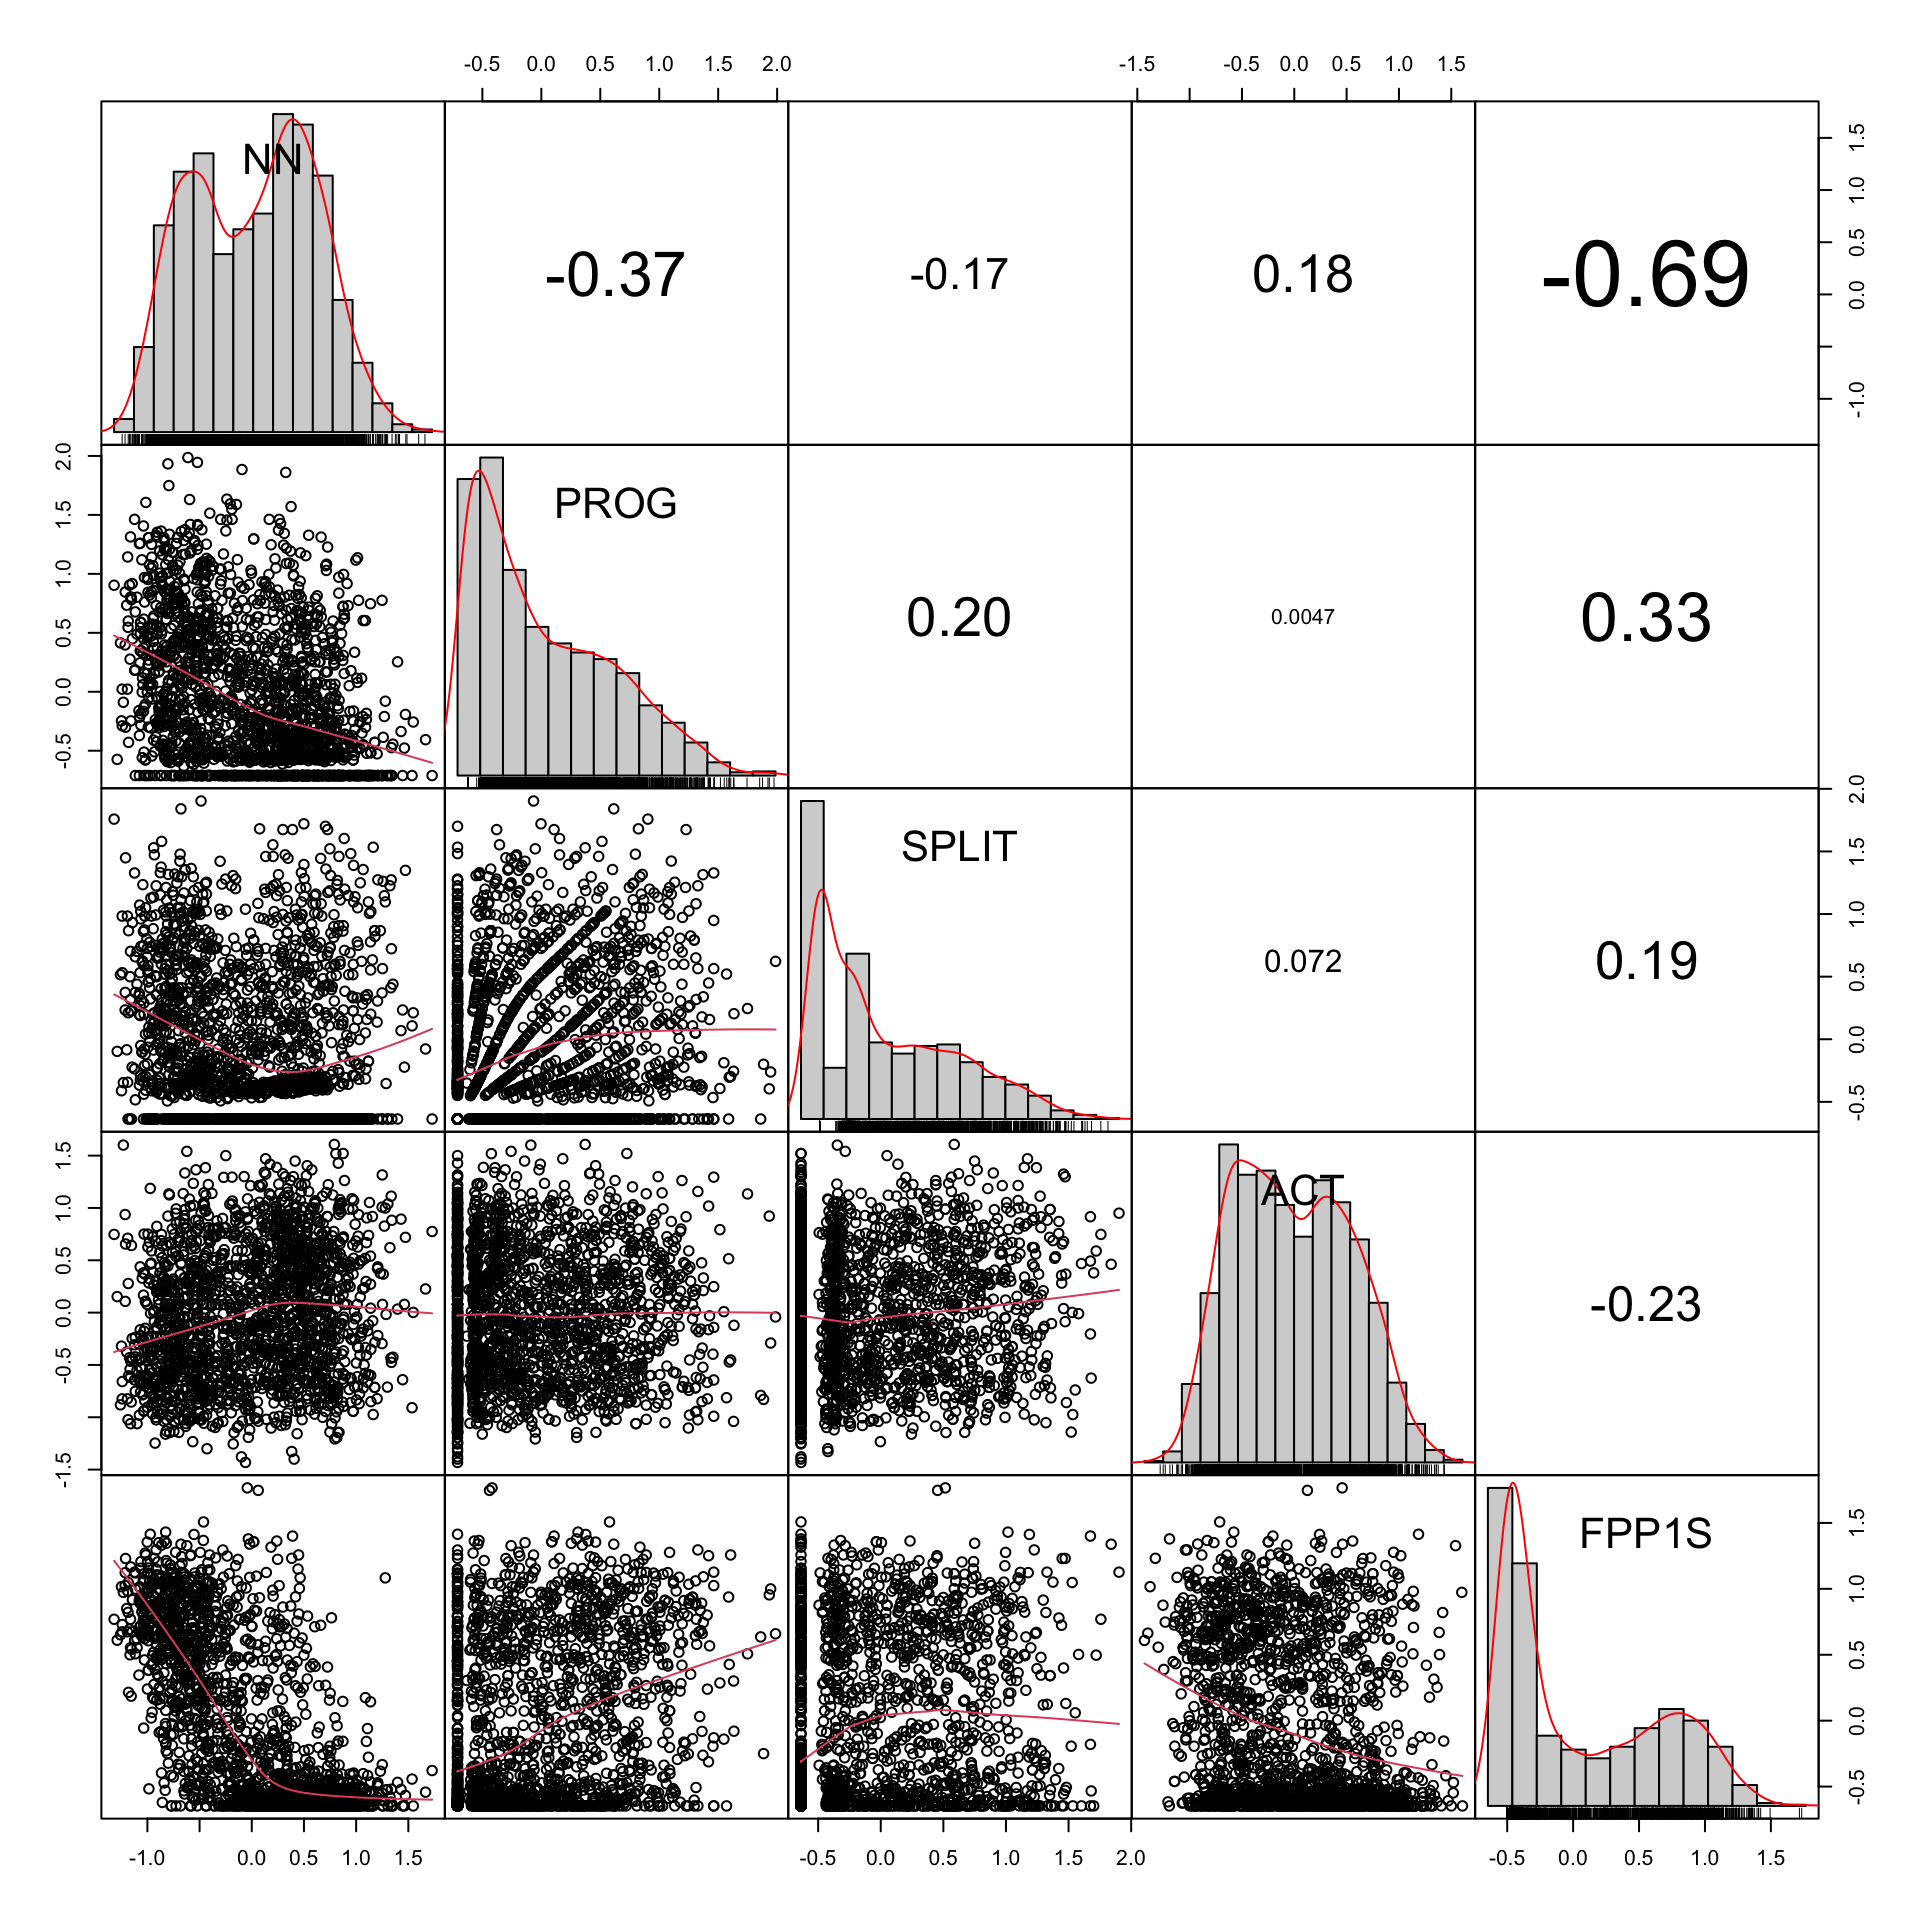 -0.5 0.0 0.5 1.0 1.5 2.0 -1.5 -0.5 0.0 0.5 1.0 1.5
NN -0.37 -0.17 0.18 -0.69
1.5 1.0 0.5 0.0 -1.0
2.0 1.5 1.0 0.5 0.0 -0.5
PROG 0.20 0.0047 0.33
SPLIT 0.072 0.19
2.0 1.5 1.0 0.5 0.0 -0.5
1.5 1.0 0.5 0.0 -0.5 -1.5
ACT -0.23
FPP1S
1.5 1.0 0.5 0.0 -0.5
-1.0 0.0 0.5 1.0 1.5 -0.5 0.0 0.5 1.0 2.0 -0.5 0.0 0.5 1.0 1.5